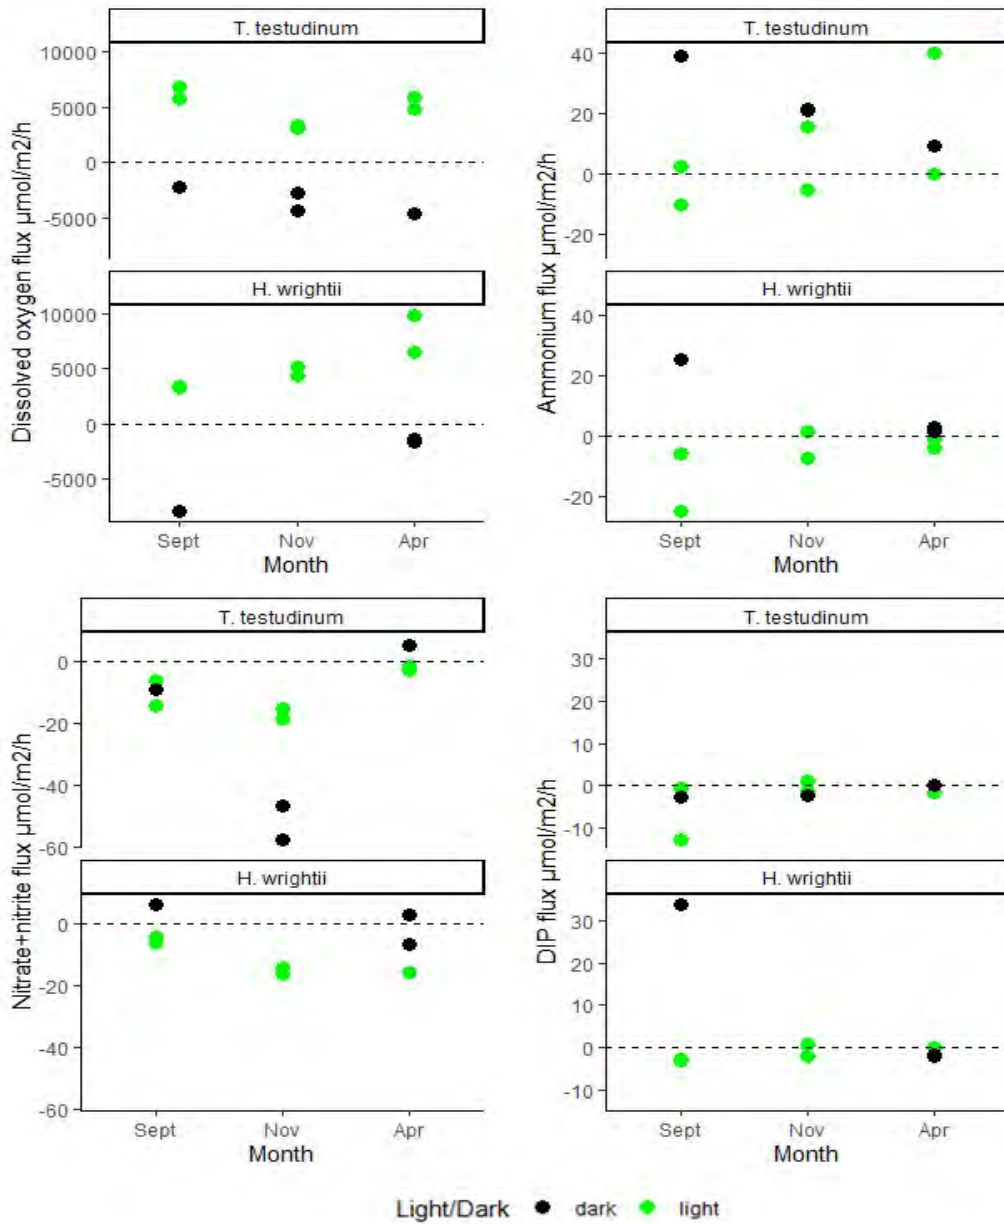 T. testudinum
10000
5000
0
-5000
H. wrightii
10000
5000
0
-5000
Sept Nov Apr
Month
Dissolved oxygen flux µmol/m2/h
T. testudinum
40
20
0
-20
H. wrightii
40
20
0
-20
Sept Nov Apr
Month
Ammonium flux µmol/m2/h
T. testudinum
0
-20
-40
-60
H. wrightii
0
-20
-40
-60
Sept Nov Apr
Month
Nitrate+nitrite flux µmol/m2/h
T. testudinum
30
20
10
0
-10
H. wrightii
30
20
10
0
-10
Sept Nov Apr
Month
DIP flux µmol/m2/h
Light/Dark dark light